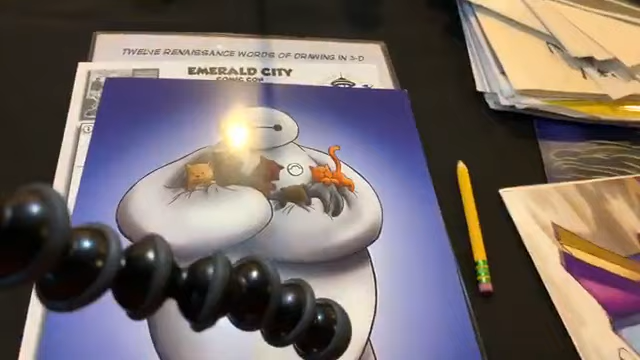 TWELVE RENAISSANCE WORDS OF DRAWING IN 3-D
EMERALD CITY
COMIC CON